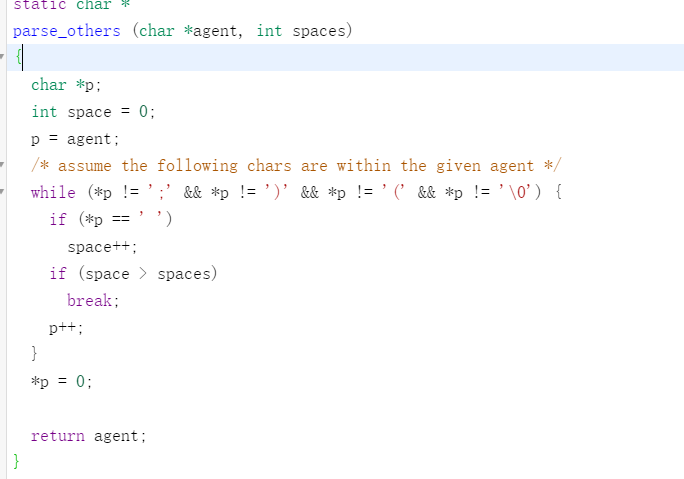 static char *
parse_others (char *agent, int spaces)
{
  char *p;
  int space = 0;
  p = agent;
  /* assume the following chars are within the given agent */
  while (*p != ';' && *p != ')' && *p != '(' && *p != '\0') {
    if (*p == ' ')
      space++;
    if (space > spaces)
      break;
    p++;
  }
  *p = 0;
  return agent;
}